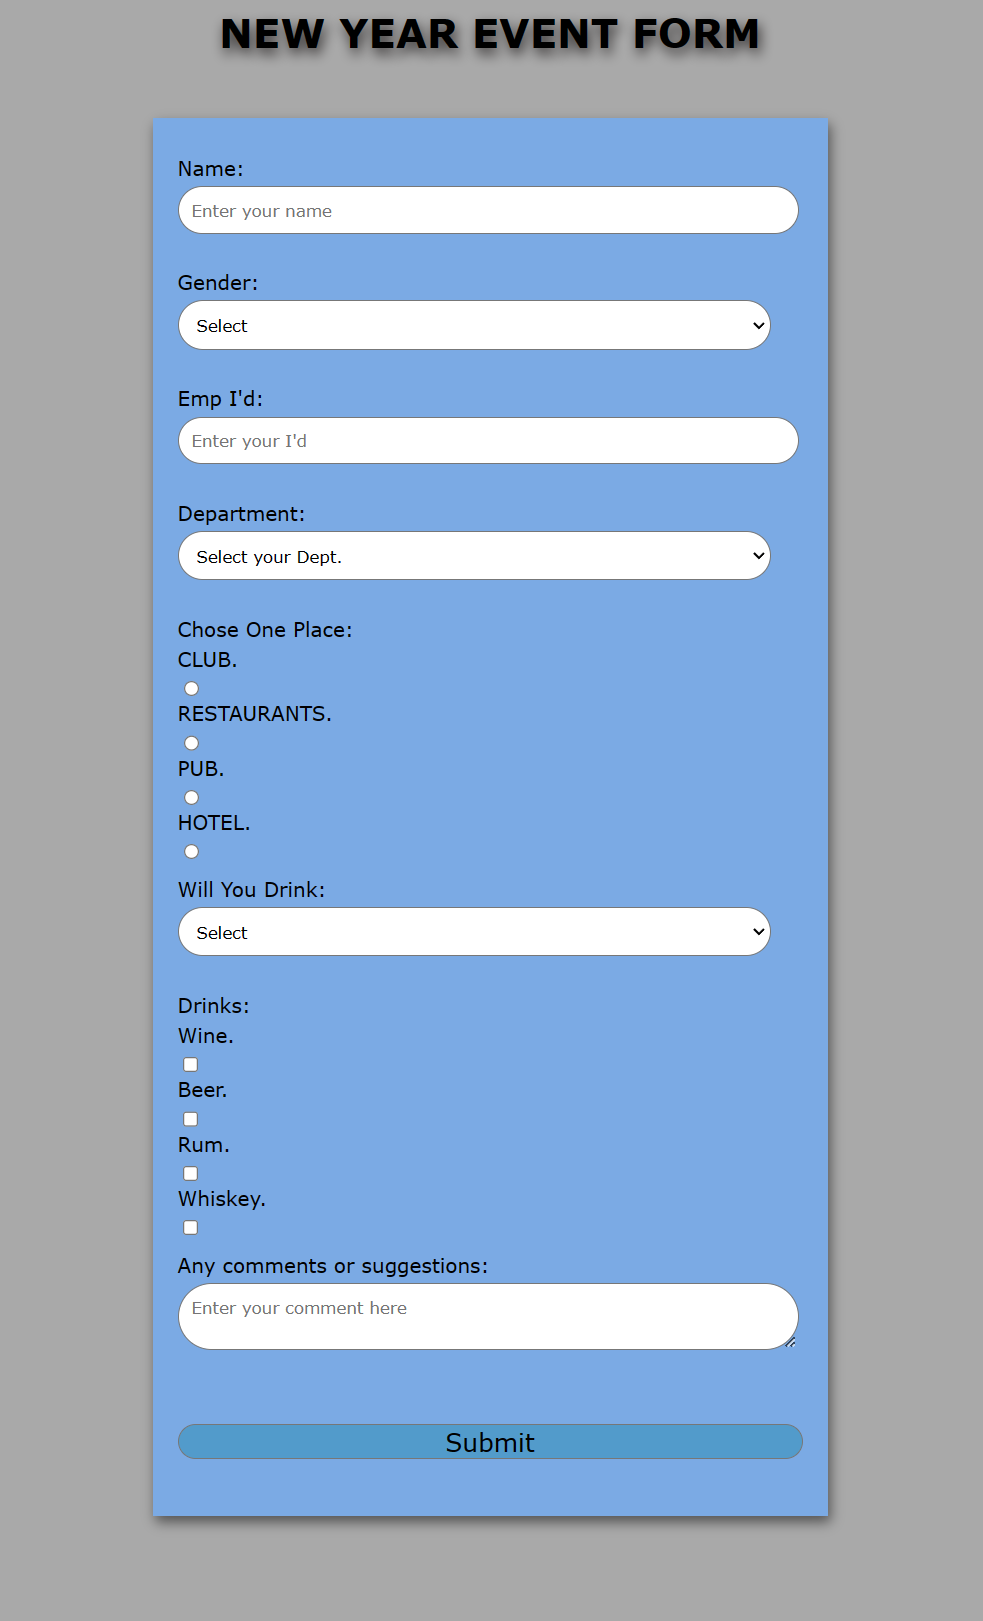 NEW YEAR EVENT FORM
Name:
Enter your name
Gender:
Select
Emp I'd:
Enter your I'd
Department:
Select your Dept.
Chose One Place:
CLUB.
RESTAURANTS.
PUB.
HOTEL.
Will You Drink:
Select
Drinks:
Wine.
Beer.
Rum.
Whiskey.
Any comments or suggestions:
Enter your comment here
Submit